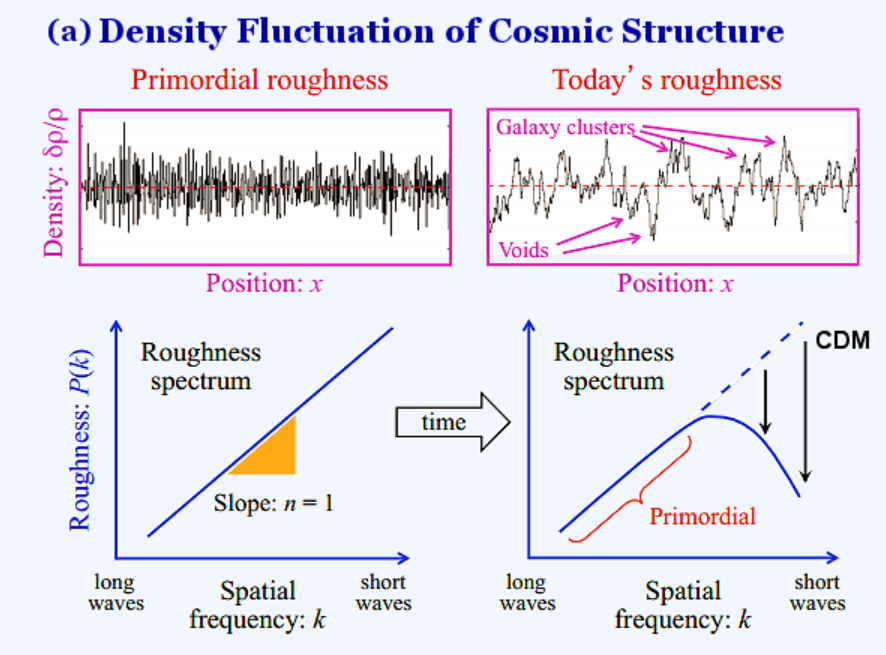 (a) Density Fluctuation of Cosmic Structure
Primordial roughness
Today’s roughness
Density: δρ/ρ
Galaxy clusters
Voids
Position: x
Position: x
Roughness: P(k)
Roughness
spectrum
Slope: n = 1
time
Roughness
spectrum
CDM
Primordial
long
waves
Spatial
frequency: k
short
waves
long
waves
Spatial
frequency: k
short
waves